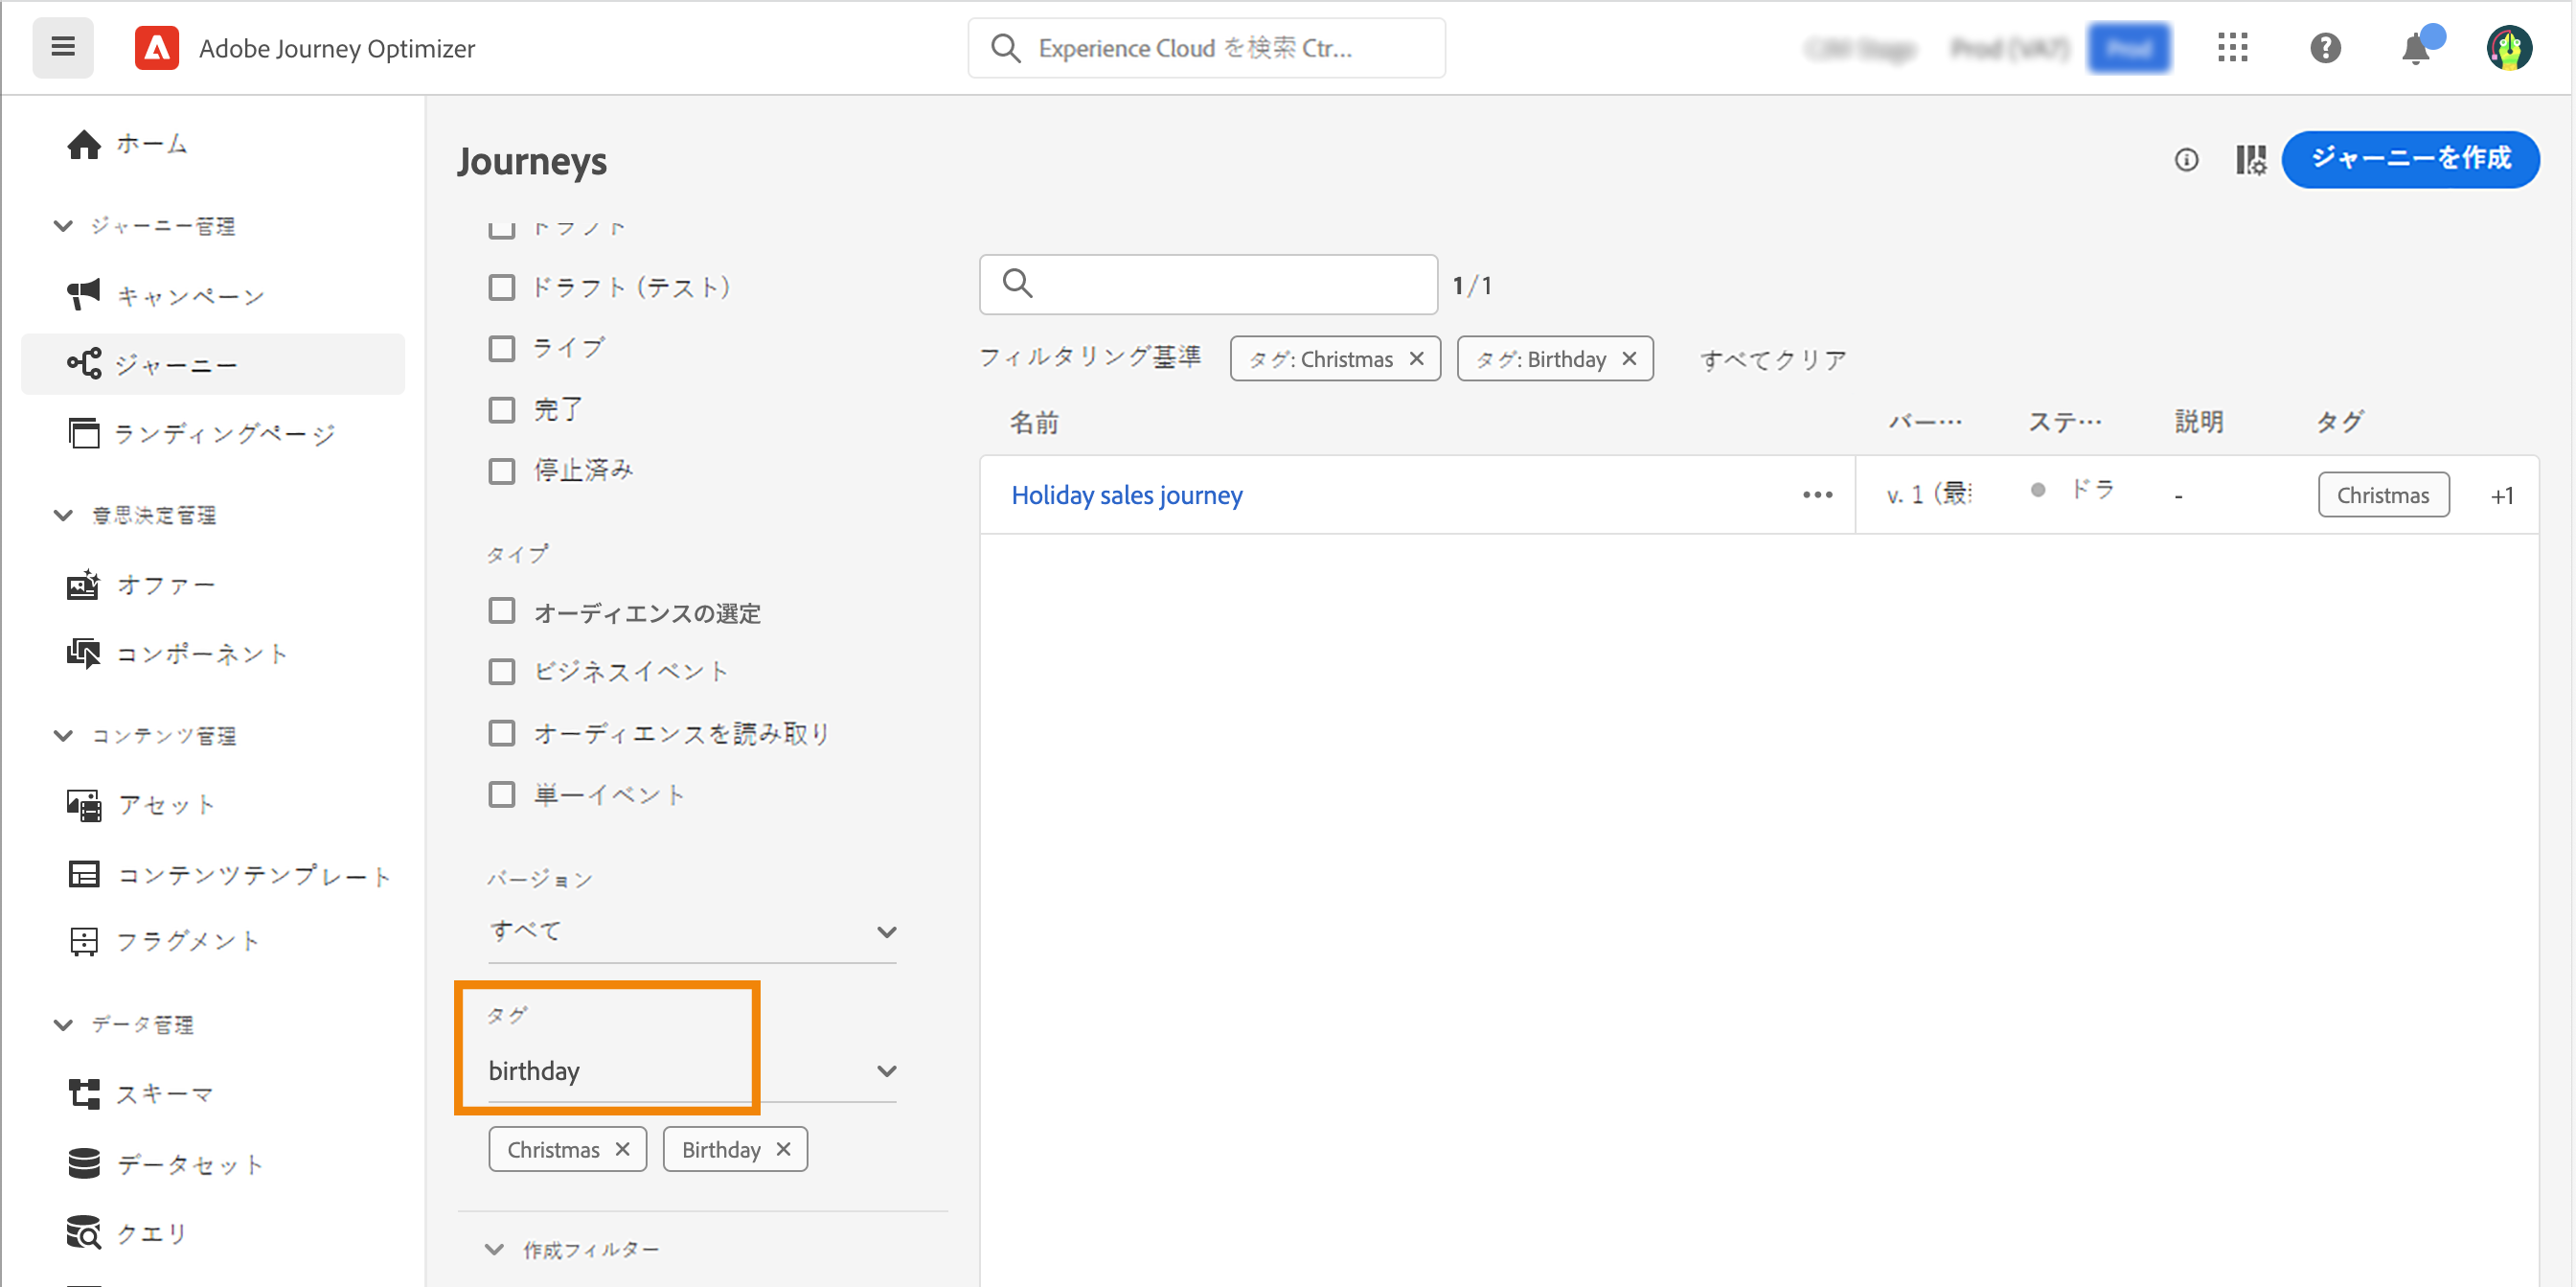 Adobe Journey Optimizer
Experience Cloud を検索 Ctr...
Prod (VA7)
Prod
ホーム
ジャーニー管理
キャンペーン
ジャーニー
ランディングページ
意思決定管理
オファー
コンポーネント
コンテンツ管理
アセット
コンテンツテンプレート
フラグメント
データ管理
スキーマ
データセット
クエリ
Journeys
ジャーニーを作成
ドラフト
ドラフト (テスト)
ライブ
完了
停止済み
タイプ
オーディエンスの選定
ビジネスイベント
オーディエンスを読み取り
単一イベント
バージョン
すべて
タグ
birthday
Christmas ✕ Birthday ✕
作成フィルター
1/1
フィルタリング基準 タグ: Christmas ✕ タグ: Birthday ✕ すべてクリア
名前 バー… ステ… 説明 タグ
Holiday sales journey ••• v. 1 (最 ドラ - Christmas +1